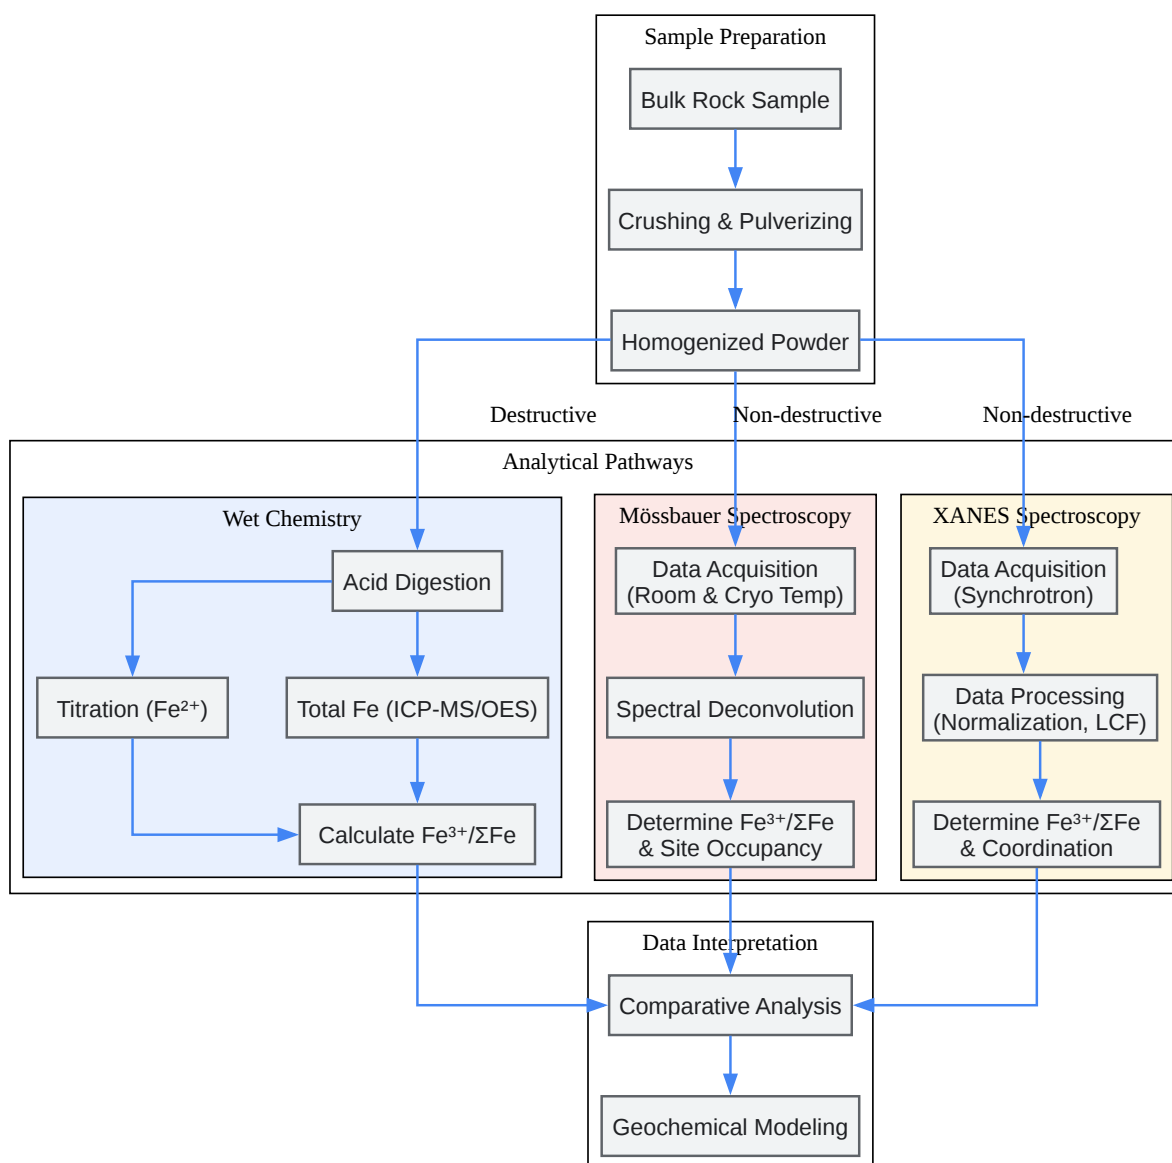 Sample Preparation
Bulk Rock Sample
Crushing & Pulverizing
Homogenized Powder
Destructive
Non-destructive
Non-destructive
Analytical Pathways
Wet Chemistry
Acid Digestion
Titration (Fe²⁺)
Total Fe (ICP-MS/OES)
Calculate Fe³⁺/ΣFe
Mössbauer Spectroscopy
Data Acquisition
(Room & Cryo Temp)
Spectral Deconvolution
Determine Fe³⁺/ΣFe
& Site Occupancy
XANES Spectroscopy
Data Acquisition
(Synchrotron)
Data Processing
(Normalization, LCF)
Determine Fe³⁺/ΣFe
& Coordination
Data Interpretation
Comparative Analysis
Geochemical Modeling